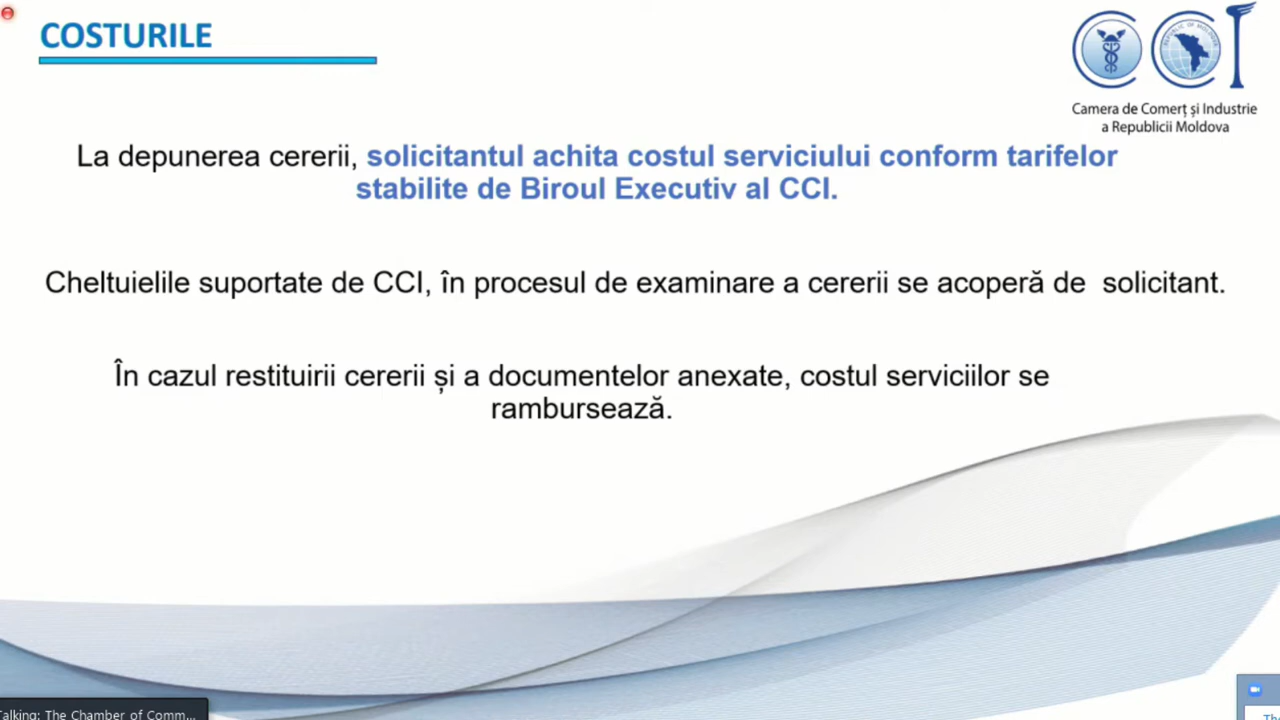 COSTURILE
Camera de Comerț și Industrie
a Republicii Moldova
La depunerea cererii, solicitantul achita costul serviciului conform tarifelor
stabilite de Biroul Executiv al CCI.
Cheltuielile suportate de CCI, în procesul de examinare a cererii se acoperă de solicitant.
În cazul restituirii cererii și a documentelor anexate, costul serviciilor se
rambursează.
Talking: The Chamber of Comm...